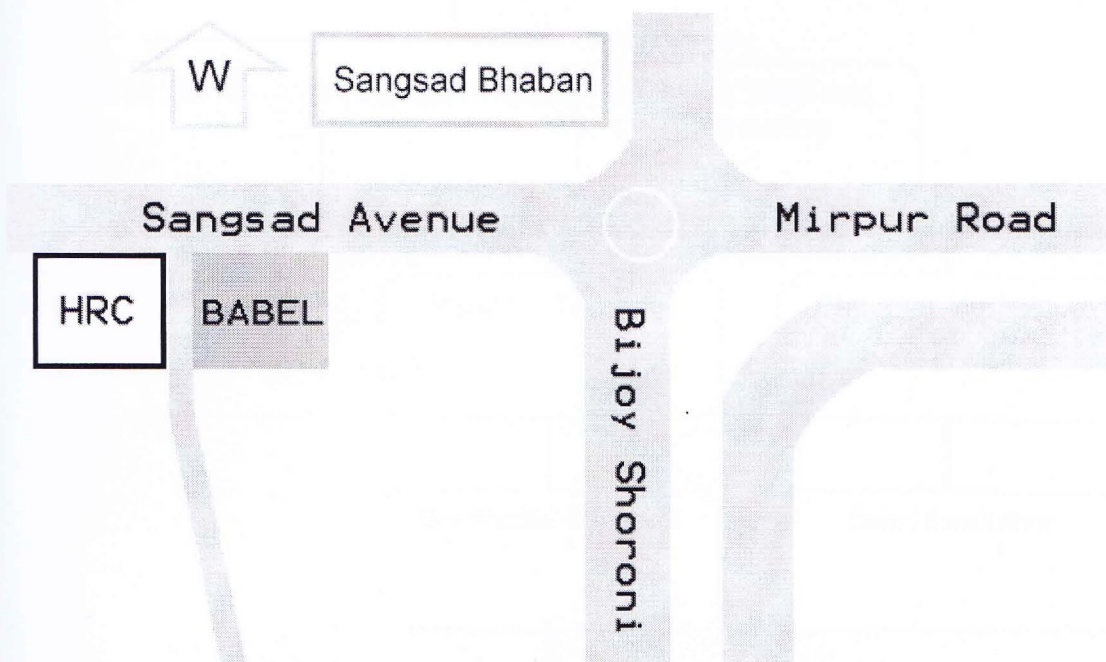 W
Sangsad Bhaban
Sangsad Avenue
Mirpur Road
HRC
BABEL
Bijoy Shoroni